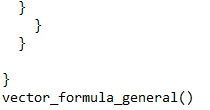 }
}
}
}
vector_formula_general()